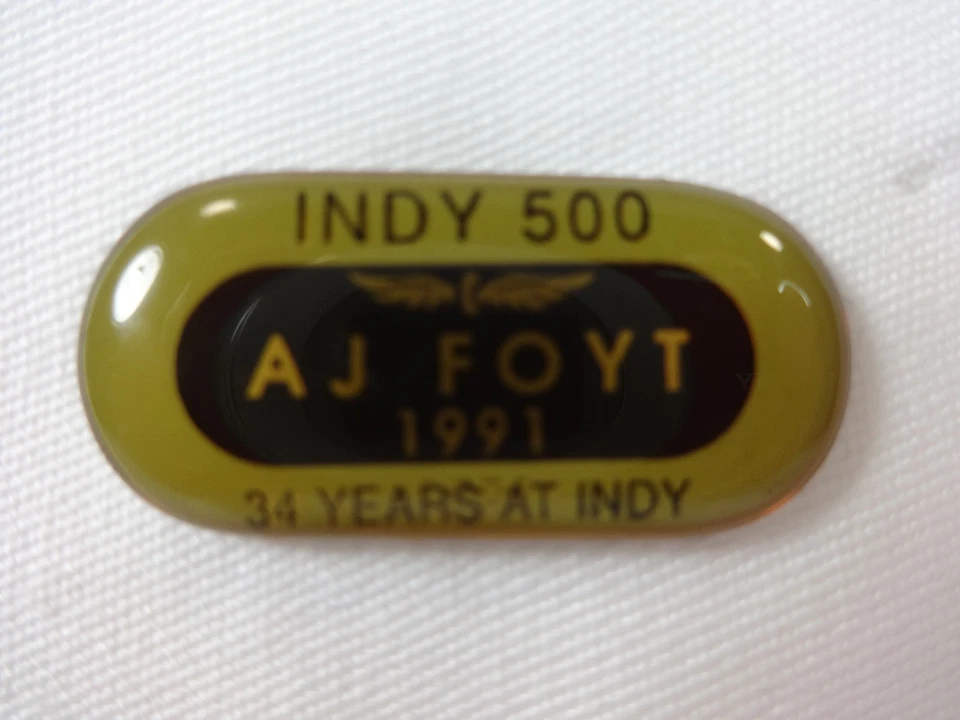 INDY 500
AJ FOYT
1991
34 YEARS AT INDY